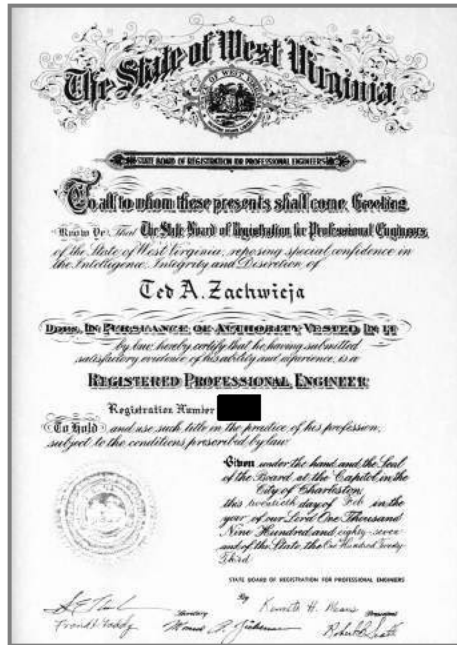 The State of West Virginia
STATE OF WEST VIRGINIA
STATE BOARD OF REGISTRATION FOR PROFESSIONAL ENGINEERS
To all to whom these presents shall come, Greeting
Know Ye, That The State Board of Registration for Professional Engineers
of the State of West Virginia, reposing special confidence in
the Intelligence, Integrity and Discretion of
Ted A. Zachwieja
Does, In Pursuance of Authority Vested In It
by law, hereby certify that he, having submitted
satisfactory evidence of his ability and experience, is a
REGISTERED PROFESSIONAL ENGINEER
Registration Number
To Hold and use such title in the practice of his profession,
subject to the conditions prescribed by law
Given under the hand and the Seal
of the Board at the Capitol in the
City of Charleston,
this twentieth day of Feb in the
year of our Lord One Thousand
Nine Hundred and eighty-seven
and of the State, the One Hundred Twenty
Third
STATE BOARD OF REGISTRATION FOR PROFESSIONAL ENGINEERS
By Kenneth H. Means President
Secretary